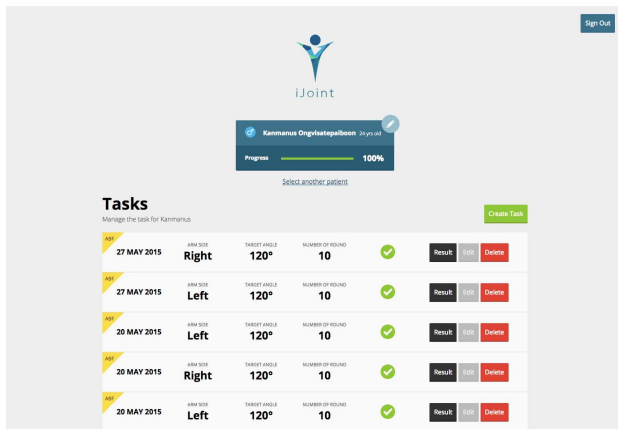 Sign Out
iJoint
Kanmanus Ongvisatepaiboon 24 yrs old
Progress 100%
Select another patient
Tasks
Manage the task for Kanmanus
Create Task
ABF
27 MAY 2015
ARM SIDE
Right
TARGET ANGLE
120°
NUMBER OF ROUND
10
Result Edit Delete
ABF
27 MAY 2015
ARM SIDE
Left
TARGET ANGLE
120°
NUMBER OF ROUND
10
Result Edit Delete
ABF
20 MAY 2015
ARM SIDE
Left
TARGET ANGLE
120°
NUMBER OF ROUND
10
Result Edit Delete
ABF
20 MAY 2015
ARM SIDE
Right
TARGET ANGLE
120°
NUMBER OF ROUND
10
Result Edit Delete
ABF
20 MAY 2015
ARM SIDE
Left
TARGET ANGLE
120°
NUMBER OF ROUND
10
Result Edit Delete